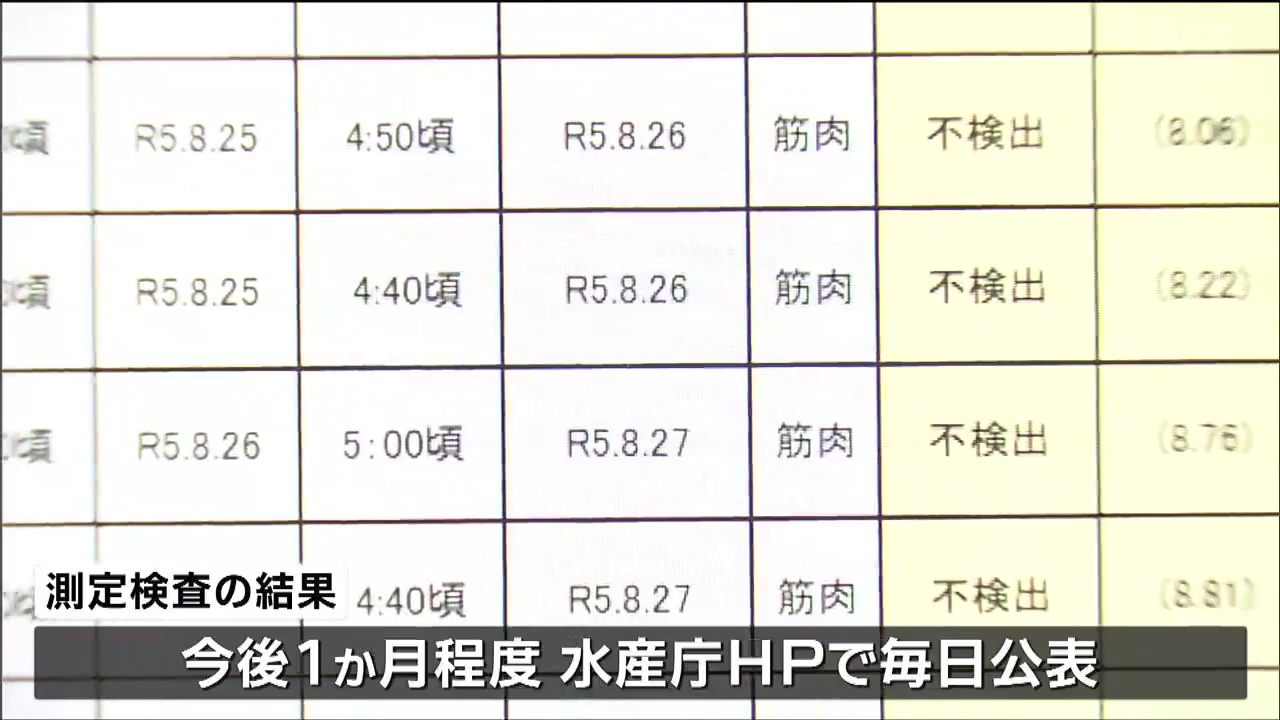 頃 R5.8.25 4:50頃 R5.8.26 筋肉 不検出 (8.06)
頃 R5.8.25 4:40頃 R5.8.26 筋肉 不検出 (8.22)
頃 R5.8.26 5:00頃 R5.8.27 筋肉 不検出 (8.76)
4:40頃 R5.8.27 筋肉 不検出 (8.81)
測定検査の結果
今後1か月程度 水産庁HPで毎日公表